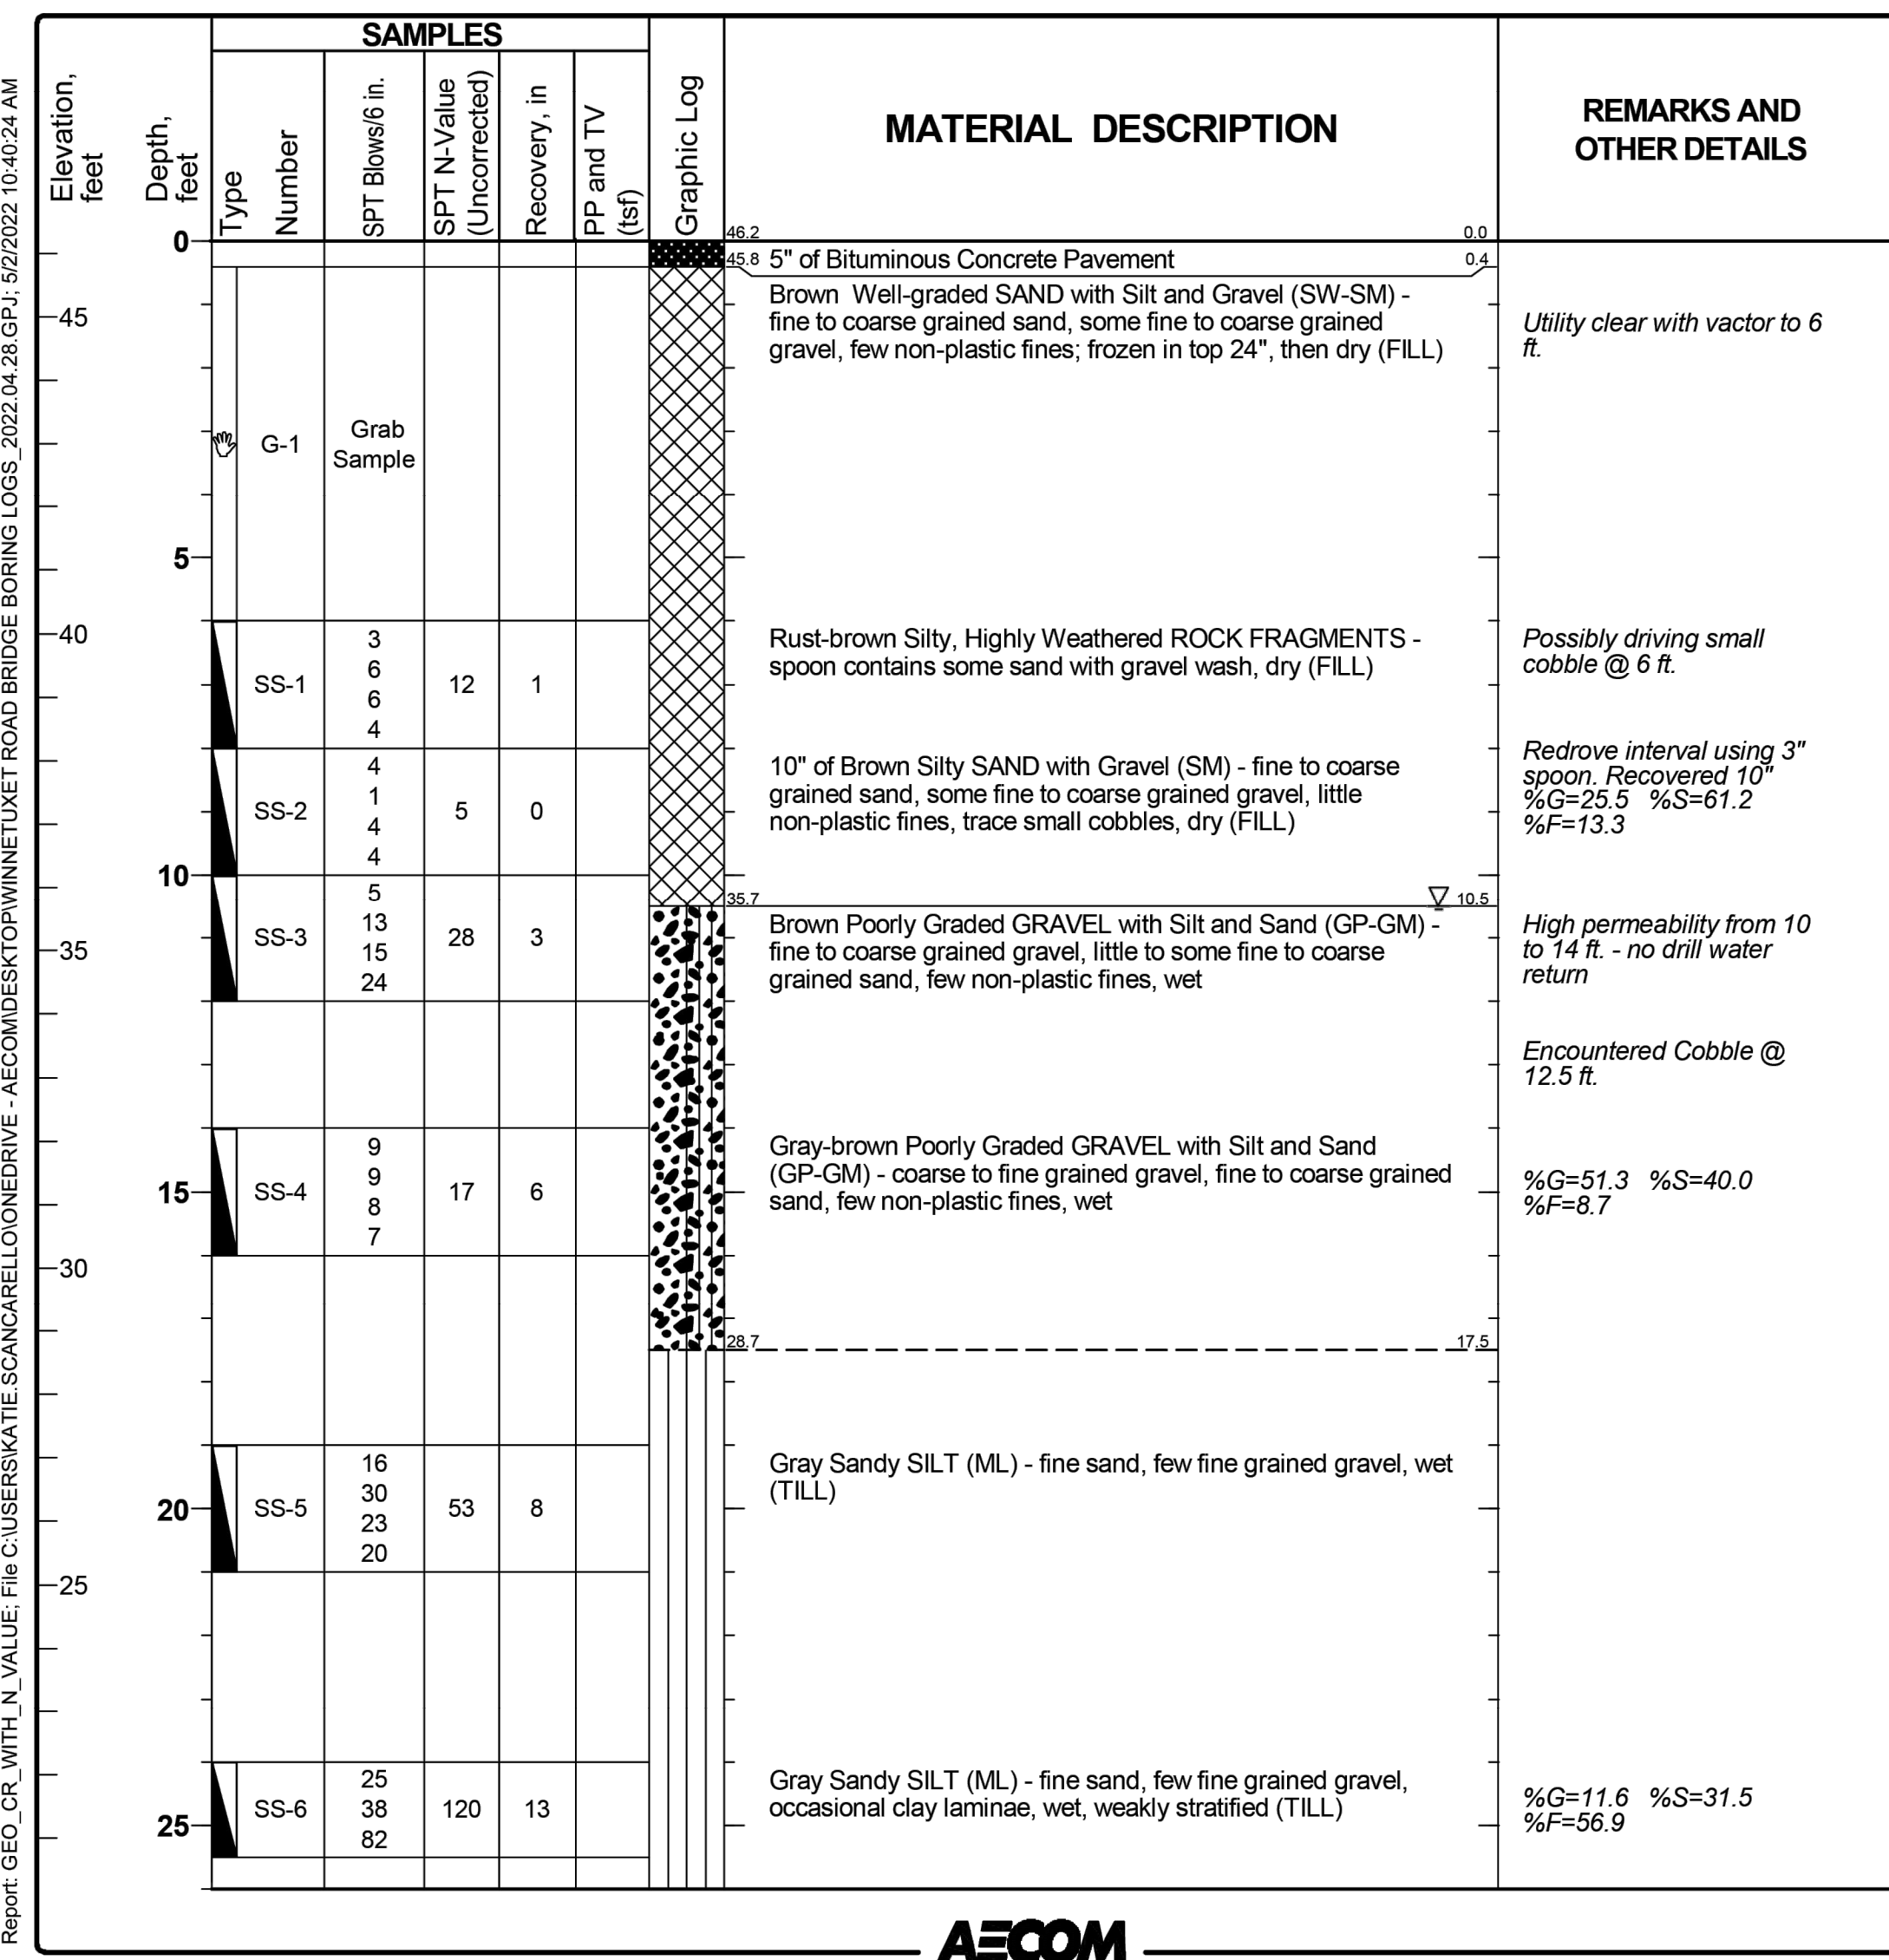 SAMPLES
Elevation, feet
Depth, feet
Type
Number
SPT Blows/6 in.
SPT N-Value (Uncorrected)
Recovery, in
PP and TV (tsf)
Graphic Log
MATERIAL DESCRIPTION
REMARKS AND
OTHER DETAILS
0
46.2
0.0
45.8
5" of Bituminous Concrete Pavement
0.4
Brown Well-graded SAND with Silt and Gravel (SW-SM) -
fine to coarse grained sand, some fine to coarse grained
gravel, few non-plastic fines; frozen in top 24", then dry (FILL)
45
Utility clear with vactor to 6
ft.
G-1
Grab
Sample
5
40
SS-1
3
6
6
4
12
1
Rust-brown Silty, Highly Weathered ROCK FRAGMENTS -
spoon contains some sand with gravel wash, dry (FILL)
Possibly driving small
cobble @ 6 ft.
SS-2
4
1
4
4
5
0
10" of Brown Silty SAND with Gravel (SM) - fine to coarse
grained sand, some fine to coarse grained gravel, little
non-plastic fines, trace small cobbles, dry (FILL)
Redrove interval using 3"
spoon. Recovered 10"
%G=25.5 %S=61.2
%F=13.3
10
35.7
10.5
SS-3
5
13
15
24
28
3
35
Brown Poorly Graded GRAVEL with Silt and Sand (GP-GM) -
fine to coarse grained gravel, little to some fine to coarse
grained sand, few non-plastic fines, wet
High permeability from 10
to 14 ft. - no drill water
return
Encountered Cobble @
12.5 ft.
15
SS-4
9
9
8
7
17
6
Gray-brown Poorly Graded GRAVEL with Silt and Sand
(GP-GM) - coarse to fine grained gravel, fine to coarse grained
sand, few non-plastic fines, wet
%G=51.3 %S=40.0
%F=8.7
30
28.7
17.5
20
SS-5
16
30
23
20
53
8
Gray Sandy SILT (ML) - fine sand, few fine grained gravel, wet
(TILL)
25
25
SS-6
25
38
82
120
13
Gray Sandy SILT (ML) - fine sand, few fine grained gravel,
occasional clay laminae, wet, weakly stratified (TILL)
%G=11.6 %S=31.5
%F=56.9
AECOM
Report: GEO_CR_WITH_N_VALUE; File C:\USERS\KATIE.SCANCARELLO\ONEDRIVE - AECOM\DESKTOP\WINNETUXET ROAD BRIDGE BORING LOGS_2022.04.28.GPJ; 5/2/2022 10:40:24 AM